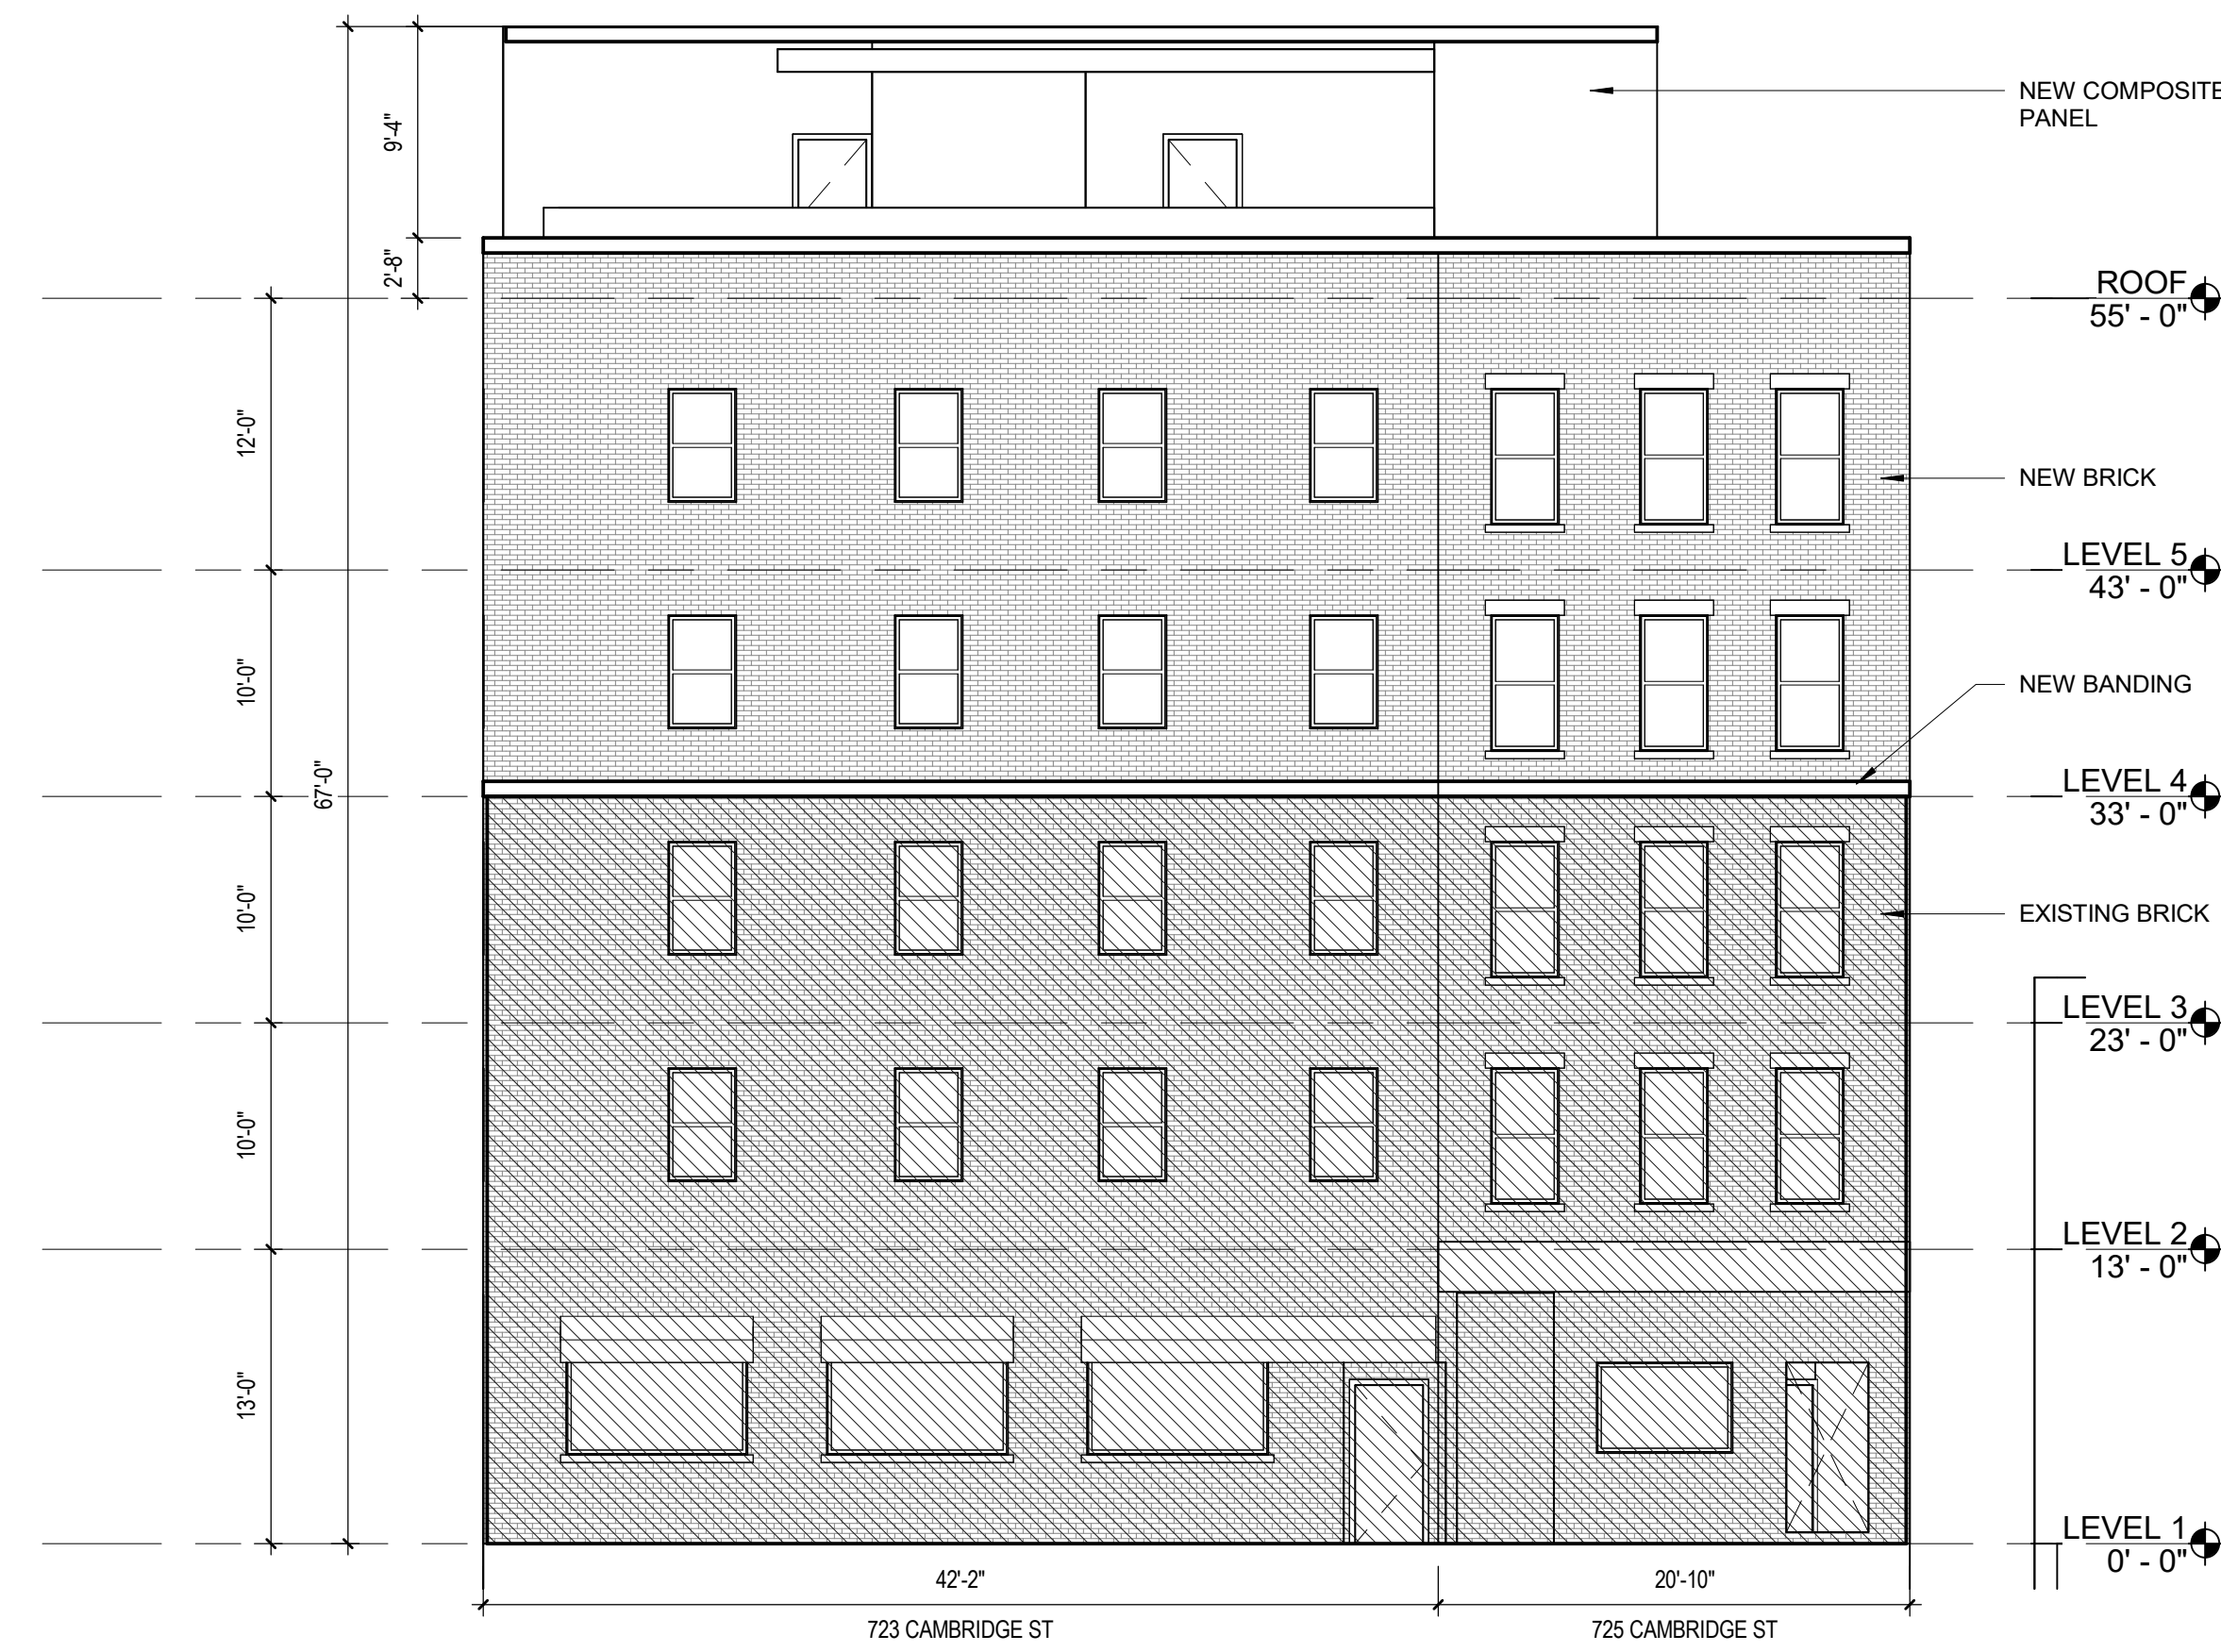 9'-4"
NEW COMPOSITE
PANEL
2'-8"
ROOF
55' - 0"
12'-0"
NEW BRICK
LEVEL 5
43' - 0"
10'-0"
NEW BANDING
67'-0"
LEVEL 4
33' - 0"
10'-0"
EXISTING BRICK
LEVEL 3
23' - 0"
10'-0"
LEVEL 2
13' - 0"
13'-0"
LEVEL 1
0' - 0"
42'-2"
20'-10"
723 CAMBRIDGE ST
725 CAMBRIDGE ST